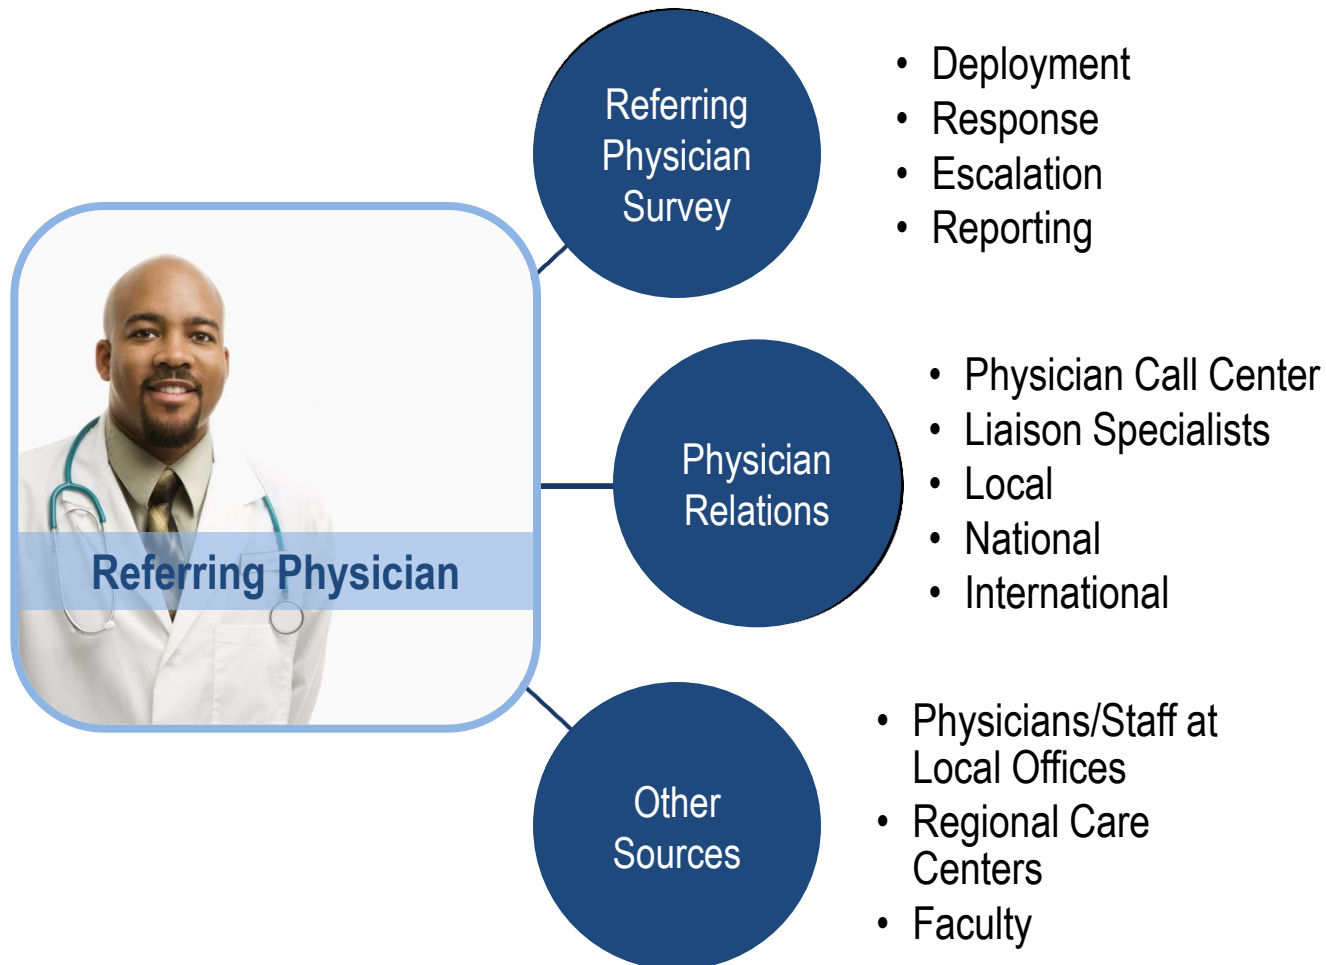 Referring
Physician
Survey
• Deployment
• Response
• Escalation
• Reporting
Referring Physician
Physician
Relations
• Physician Call Center
• Liaison Specialists
• Local
• National
• International
Other
Sources
• Physicians/Staff at
Local Offices
• Regional Care
Centers
• Faculty